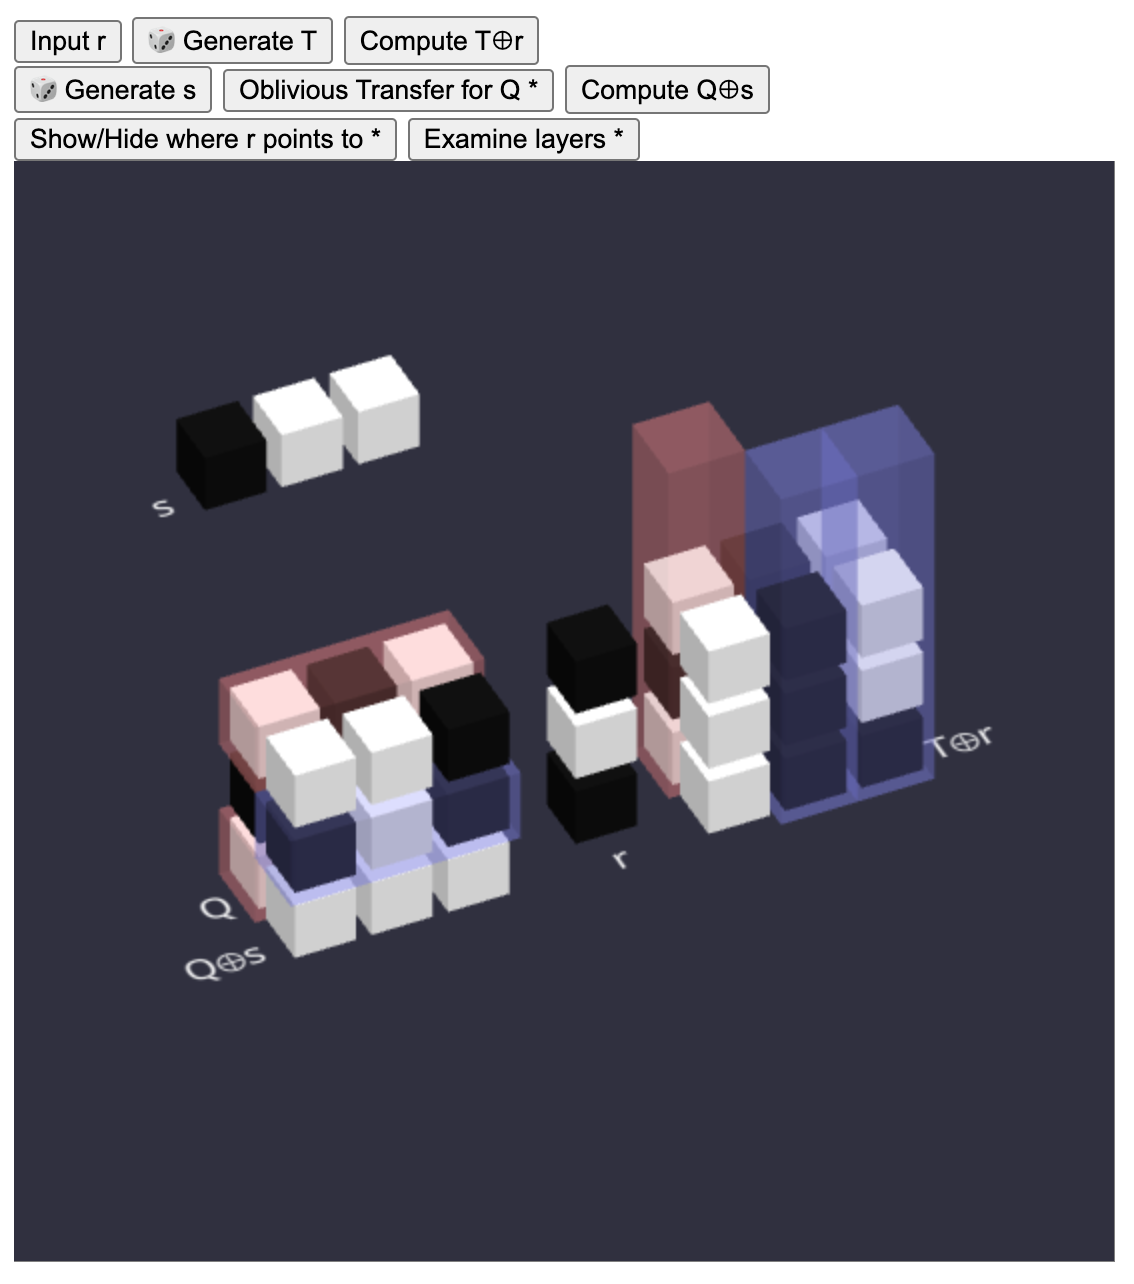 Input r 🎲 Generate T Compute T⊕r
🎲 Generate s Oblivious Transfer for Q * Compute Q⊕s
Show/Hide where r points to * Examine layers *
s
T⊕r
r
Q
Q⊕s